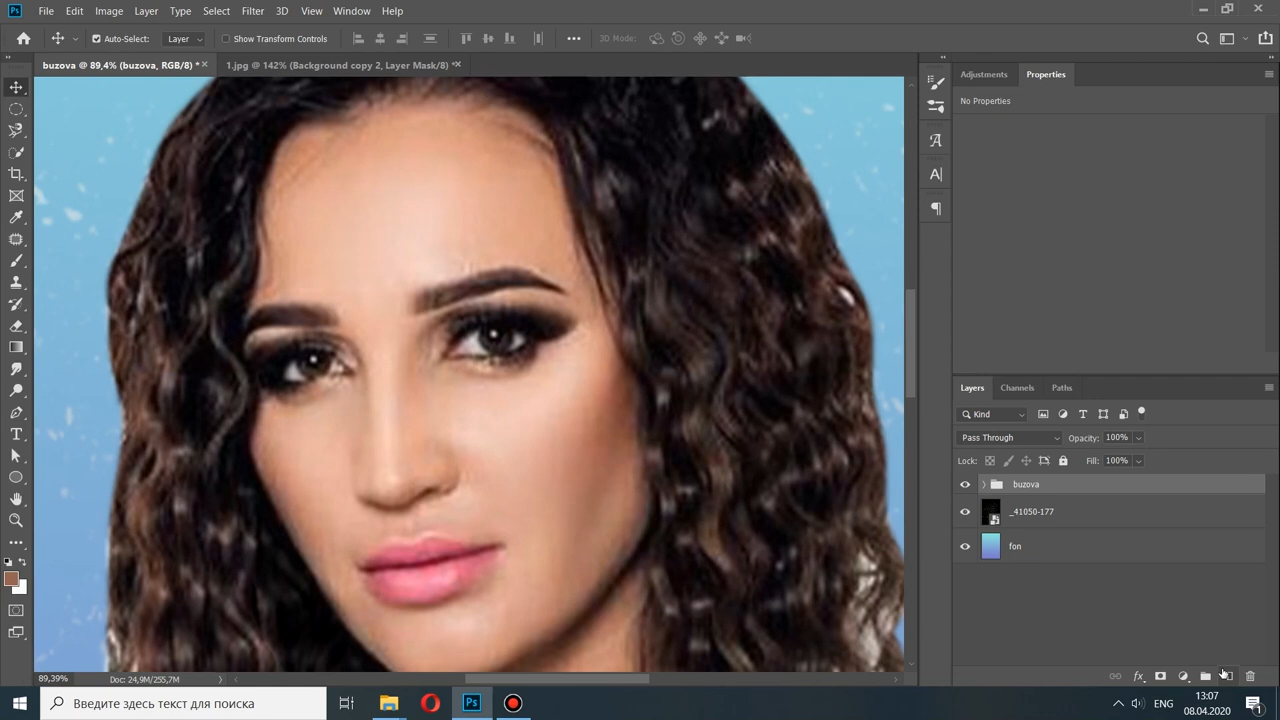 Ps File Edit Image Layer Type Select Filter 3D View Window Help
Auto-Select: Layer Show Transform Controls 3D Mode:
buzova @ 89,4% (buzova, RGB/8) * 1.jpg @ 142% (Background copy 2, Layer Mask/8) *
Adjustments Properties
No Properties
Layers Channels Paths
Kind
Pass Through Opacity: 100%
Lock: Fill: 100%
buzova
_41050-177
fon
89,39% Doc: 24,9M/255,7M
Введите здесь текст для поиска
Ps
ENG
13:07
08.04.2020
1